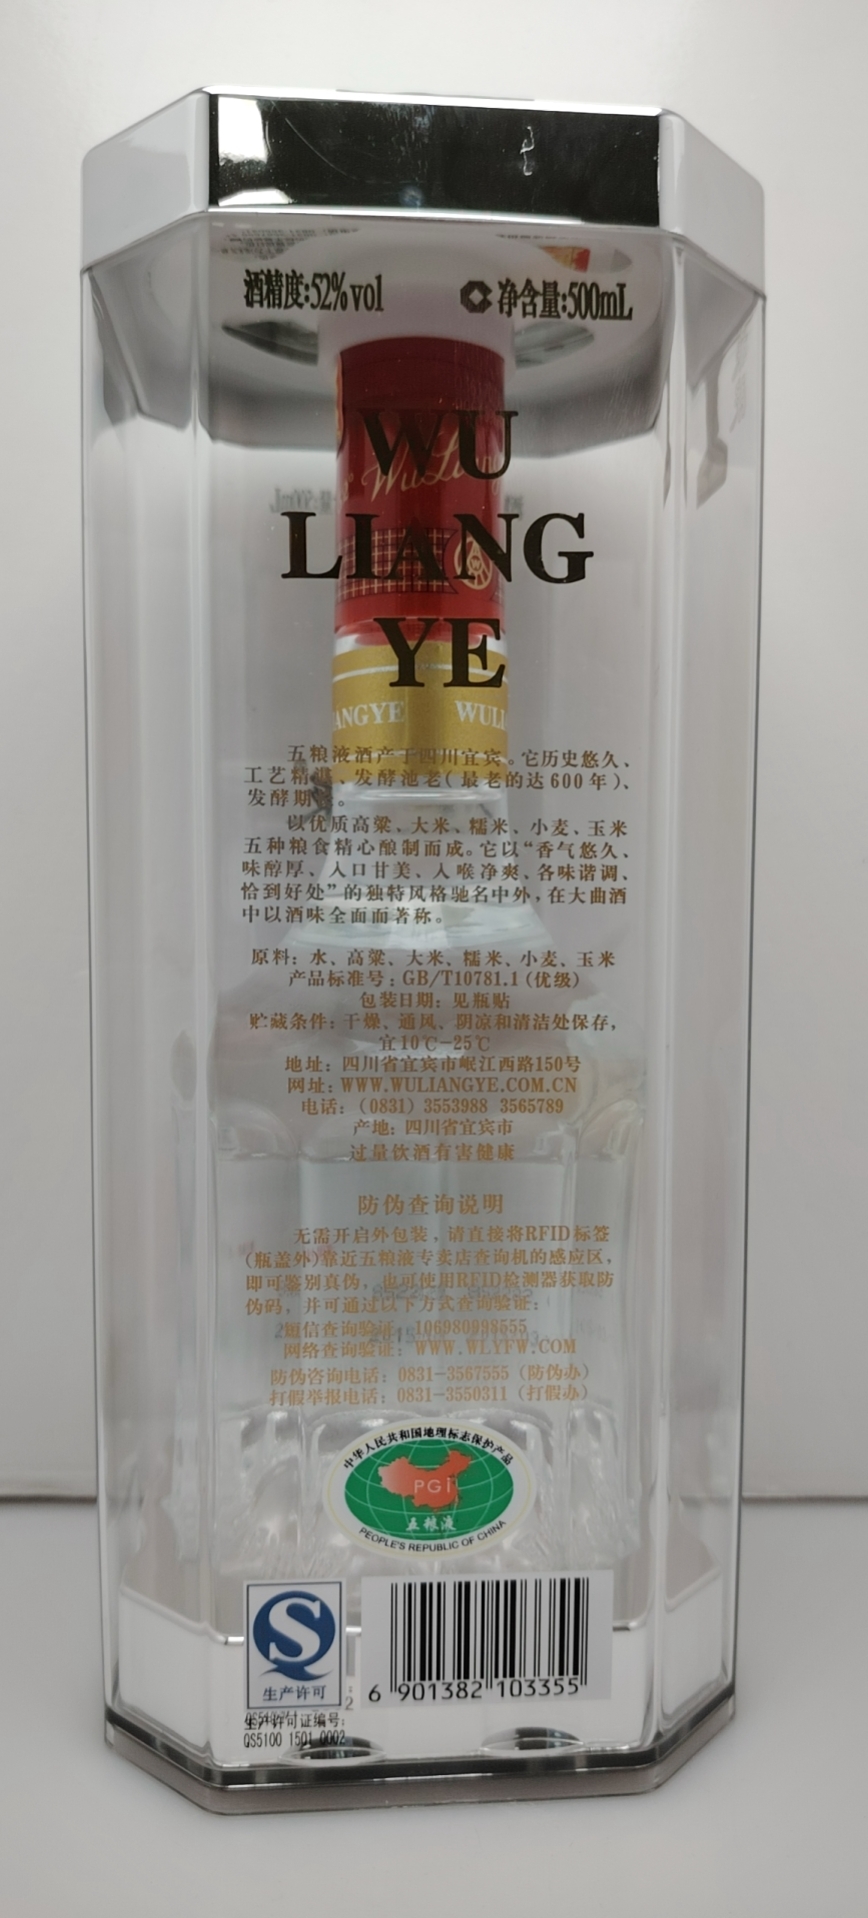 酒精度:52%vol 净含量:500mL
WuLiang
WU
LIANG
YE
ANGYE WULI
五粮液酒产于四川宜宾。它历史悠久、
工艺精湛、发酵池老(最老的达600年)、
发酵期 。
以优质高粱、大米、糯米、小麦、玉米
五种粮食精心酿制而成。它以“香气悠久、
味醇厚、入口甘美、入喉净爽、各味谐调、
恰到好处”的独特风格驰名中外,在大曲酒
中以酒味全面而著称。
原料：水、高粱、大米、糯米、小麦、玉米
产品标准号：GB/T10781.1(优级)
包装日期：见瓶贴
贮藏条件：干燥、通风、阴凉和清洁处保存，
宜10℃-25℃
地址：四川省宜宾市岷江西路150号
网址：WWW.WULIANGYE.COM.CN
电话：（0831）3553988 3565789
产地：四川省宜宾市
过量饮酒有害健康
防伪查询说明
无需开启外包装，请直接将RFID标签
(瓶盖外)靠近五粮液专卖店查询机的感应区，
即可鉴别真伪，也可使用RFID检测器获取防
伪码，并可通过以下方式查询验证：
短信查询验证：106980998555
网络查询验证：WWW.WLYFW.COM
防伪咨询电话：0831-3567555（防伪办）
打假举报电话：0831-3550311（打假办）
中华人民共和国地理标志保护产品
PGI
五粮液
PEOPLE'S REPUBLIC OF CHINA
生产许可
6 901382 103355
生产许可证编号:
QS5100 1501 0002